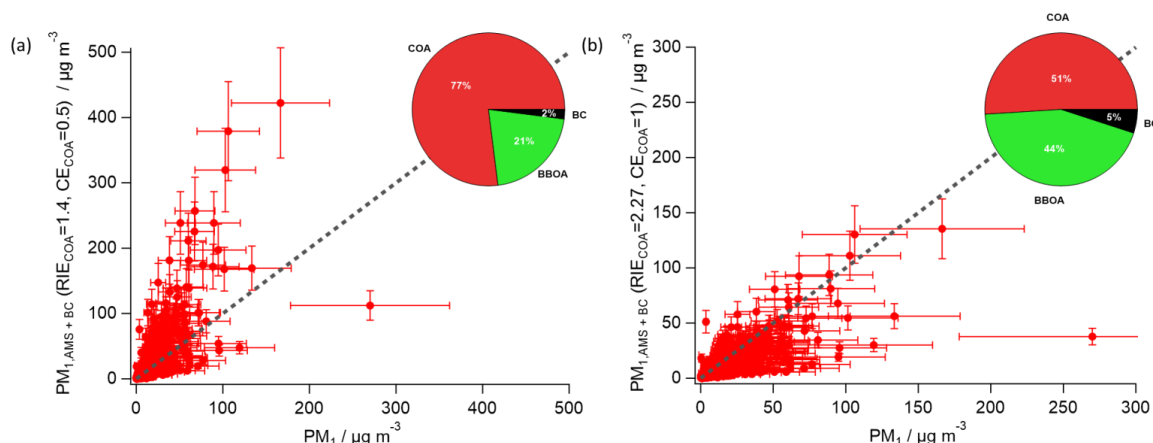 (a)
PM1,AMS + BC (RIECOA=1.4, CECOA=0.5) / µg m-3
500
400
300
200
100
0
0
100
200
300
400
500
PM1 / µg m-3
COA
77%
2%
BC
21%
BBOA
(b)
PM1,AMS + BC (RIECOA=2.27, CECOA=1) / µg m-3
300
250
200
150
100
50
0
0
50
100
150
200
250
300
PM1 / µg m-3
COA
51%
5%
44%
BBOA